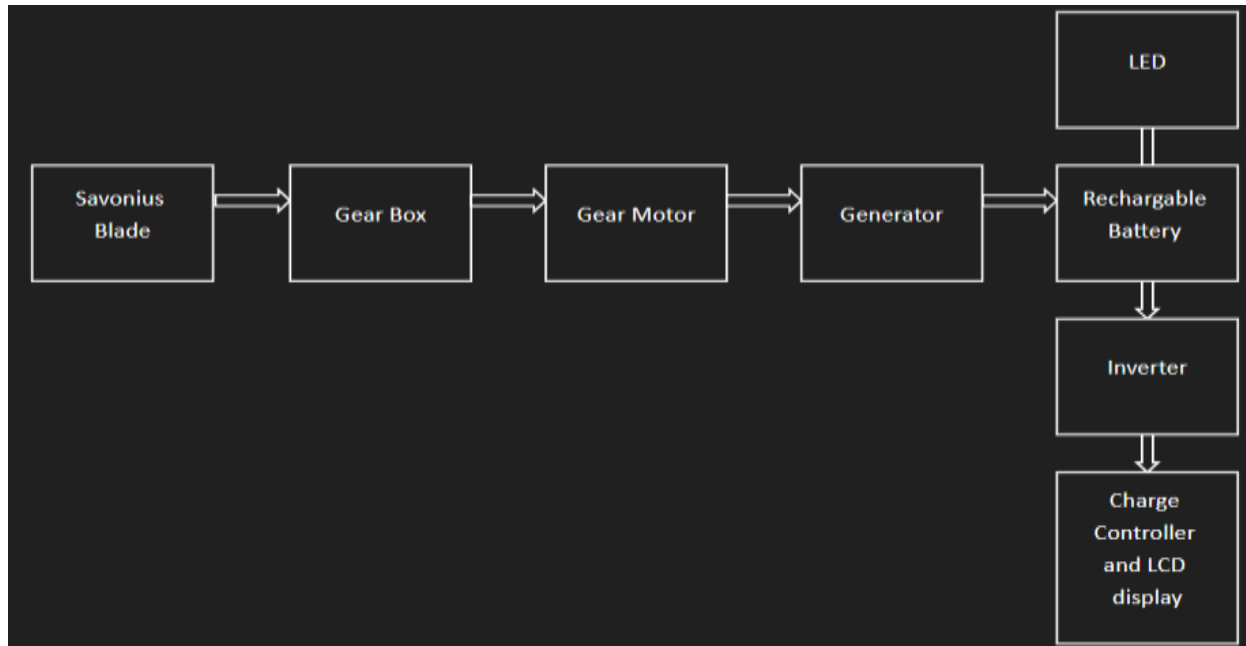 LED
Savonius
Blade
Gear Box
Gear Motor
Generator
Rechargable
Battery
Inverter
Charge
Controller
and LCD
display